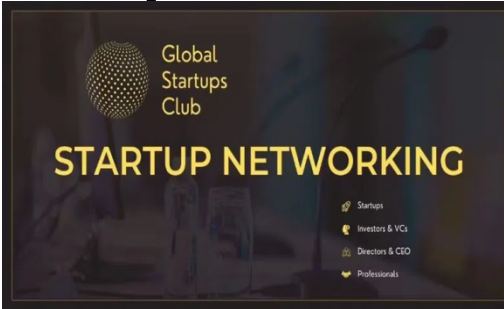 Global
Startups
Club
STARTUP NETWORKING
Startups
Investors & VCs
Directors & CEO
Professionals